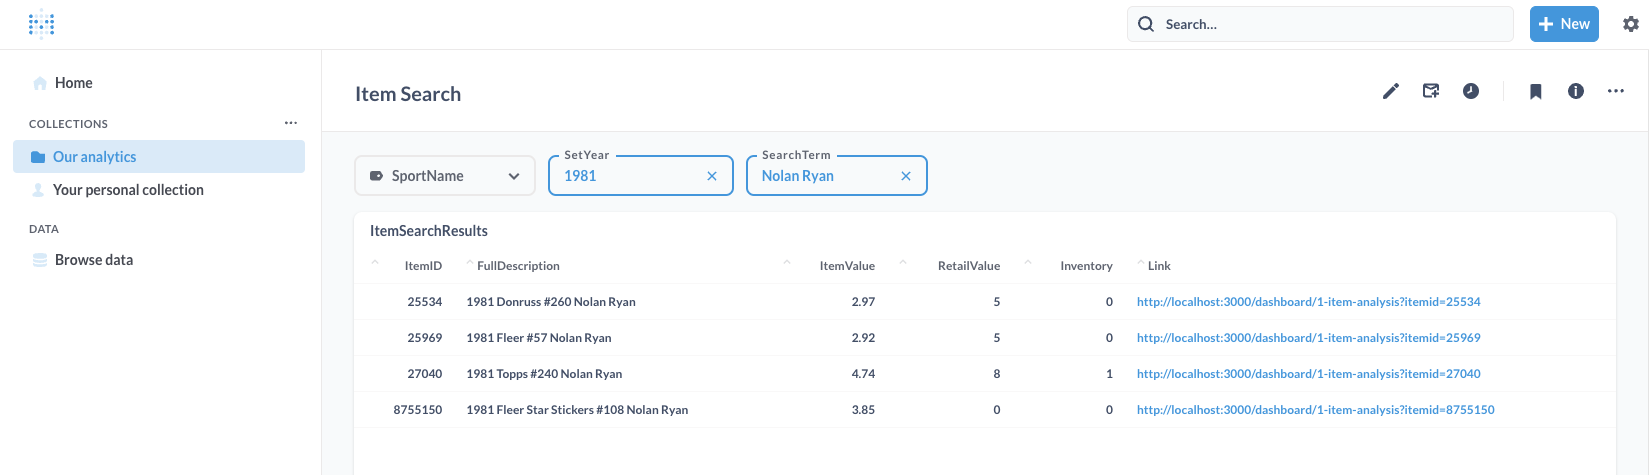 Search...
New
Home
COLLECTIONS
Our analytics
Your personal collection
DATA
Browse data
Item Search
SportName
SetYear
1981
SearchTerm
Nolan Ryan
ItemSearchResults
ItemID FullDescription ItemValue RetailValue Inventory Link
25534 1981 Donruss #260 Nolan Ryan 2.97 5 0 http://localhost:3000/dashboard/1-item-analysis?itemid=25534
25969 1981 Fleer #57 Nolan Ryan 2.92 5 0 http://localhost:3000/dashboard/1-item-analysis?itemid=25969
27040 1981 Topps #240 Nolan Ryan 4.74 8 1 http://localhost:3000/dashboard/1-item-analysis?itemid=27040
8755150 1981 Fleer Star Stickers #108 Nolan Ryan 3.85 0 0 http://localhost:3000/dashboard/1-item-analysis?itemid=8755150